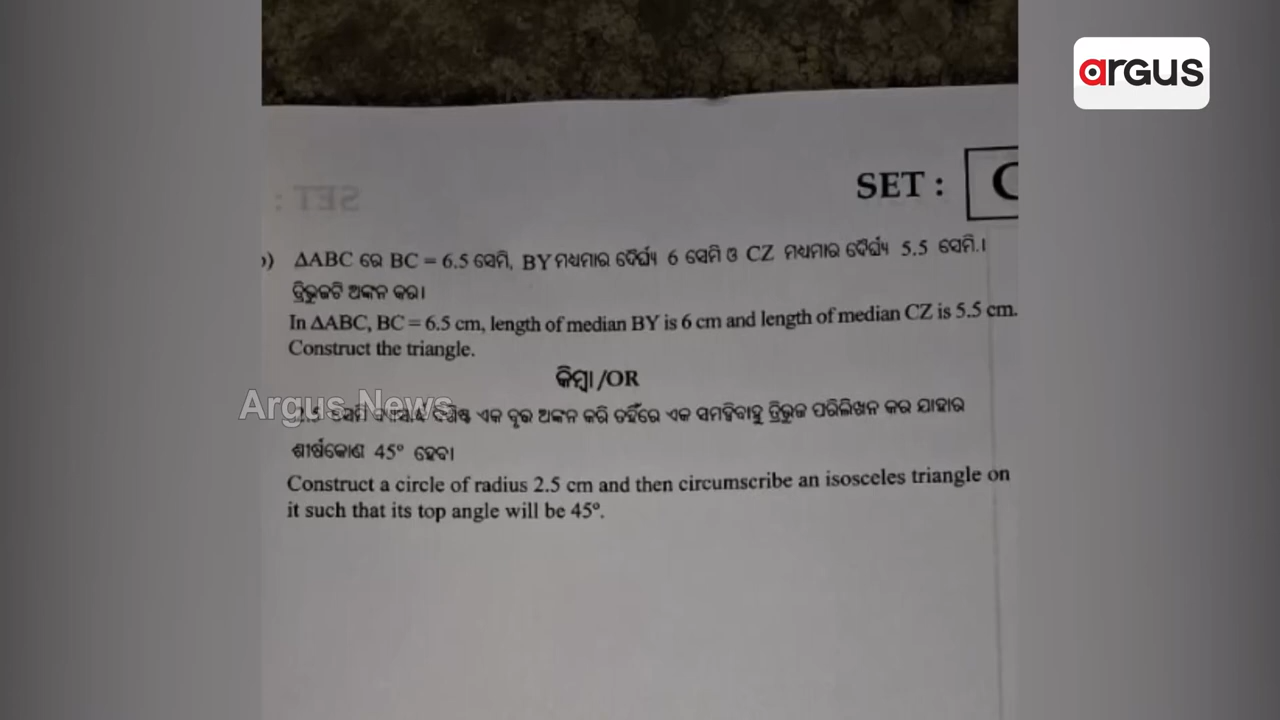 argus
SET :
SET : C
ΔABC ରେ BC = 6.5 ସେମି, BY ମଧ୍ୟମାର ଦୈର୍ଘ୍ୟ 6 ସେମି ଓ CZ ମଧ୍ୟମାର ଦୈର୍ଘ୍ୟ 5.5 ସେମି.।
ତ୍ରିଭୁଜଟି ଅଙ୍କନ କର।
In ΔABC, BC = 6.5 cm, length of median BY is 6 cm and length of median CZ is 5.5 cm.
Construct the triangle.
କିମ୍ବା /OR
Argus News
2.5 ସେମି ବ୍ୟାସାର୍ଦ୍ଧ ବିଶିଷ୍ଟ ଏକ ବୃତ୍ତ ଅଙ୍କନ କରି ତହିଁରେ ଏକ ସମଦ୍ବିବାହୁ ତ୍ରିଭୁଜ ପରିଲିଖନ କର ଯାହାର
ଶୀର୍ଷକୋଣ 45° ହେବ।
Construct a circle of radius 2.5 cm and then circumscribe an isosceles triangle on
it such that its top angle will be 45°.